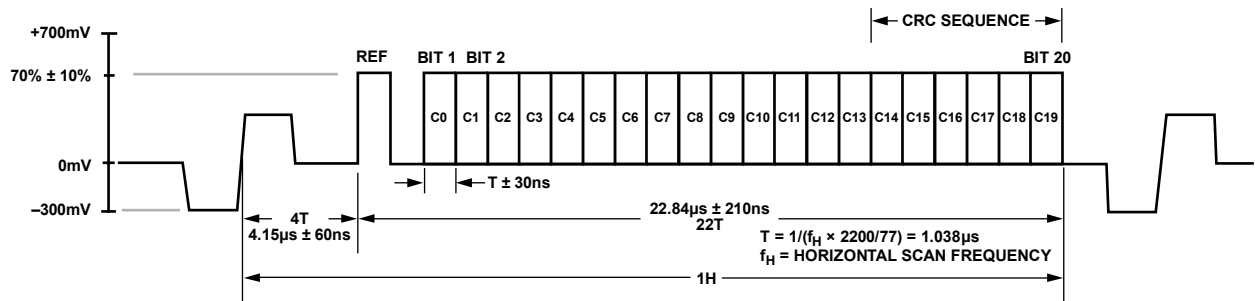 +700mV
CRC SEQUENCE
REF
BIT 1
BIT 2
BIT 20
70% ± 10%
C0
C1
C2
C3
C4
C5
C6
C7
C8
C9
C10
C11
C12
C13
C14
C15
C16
C17
C18
C19
0mV
T ± 30ns
–300mV
4T
4.15µs ± 60ns
22.84µs ± 210ns
22T
T = 1/(fH × 2200/77) = 1.038µs
fH = HORIZONTAL SCAN FREQUENCY
1H